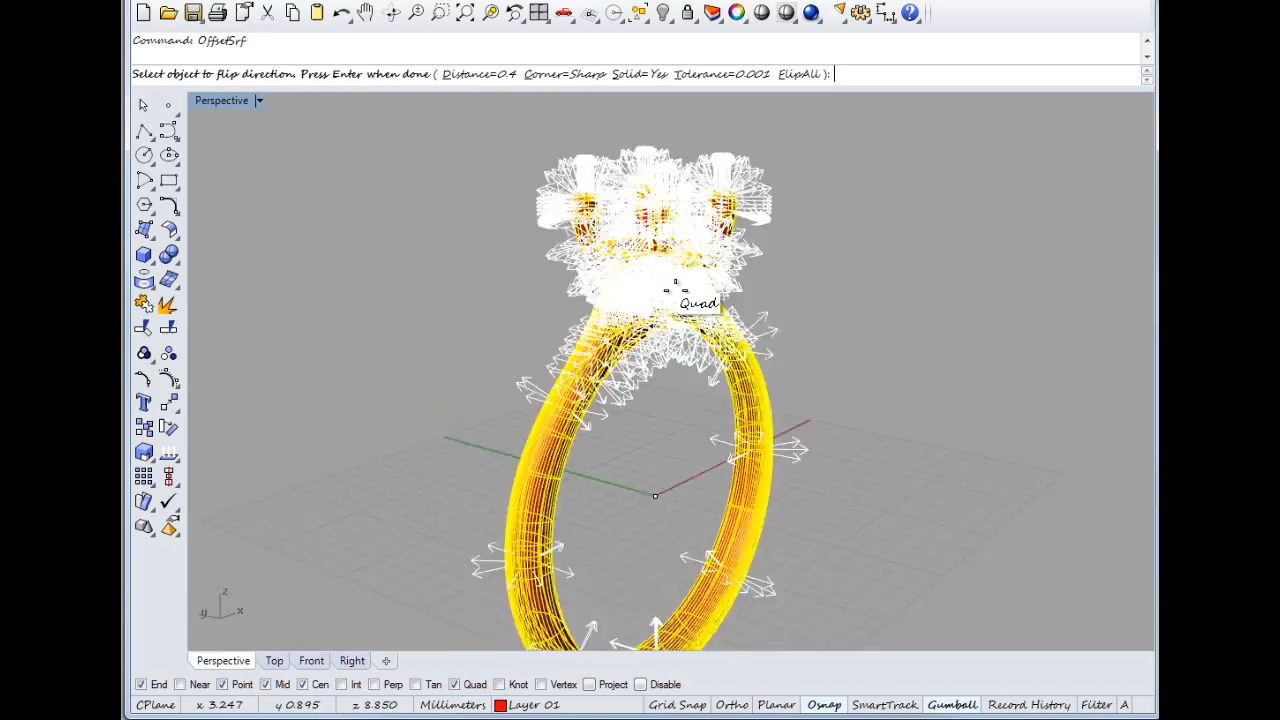 Command: OffsetSrf
Select object to flip direction. Press Enter when done ( Distance=0.4 Corner=Sharp Solid=Yes Tolerance=0.001 FlipAll ):
Perspective
Quad
z
y
x
Perspective Top Front Right
End Near Point Mid Cen Int Perp Tan Quad Knot Vertex Project Disable
CPlane x 3.247 y 0.895 z 8.850 Millimeters Layer 01 Grid Snap Ortho Planar Osnap SmartTrack Gumball Record History Filter A